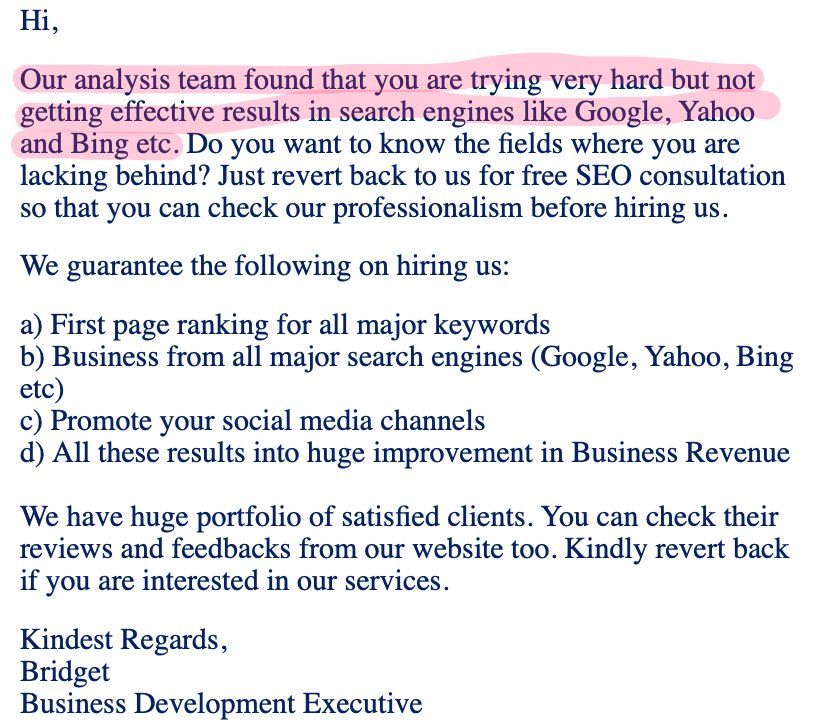 Hi,
Our analysis team found that you are trying very hard but not
getting effective results in search engines like Google, Yahoo
and Bing etc. Do you want to know the fields where you are
lacking behind? Just revert back to us for free SEO consultation
so that you can check our professionalism before hiring us.
We guarantee the following on hiring us:
a) First page ranking for all major keywords
b) Business from all major search engines (Google, Yahoo, Bing
etc)
c) Promote your social media channels
d) All these results into huge improvement in Business Revenue
We have huge portfolio of satisfied clients. You can check their
reviews and feedbacks from our website too. Kindly revert back
if you are interested in our services.
Kindest Regards,
Bridget
Business Development Executive